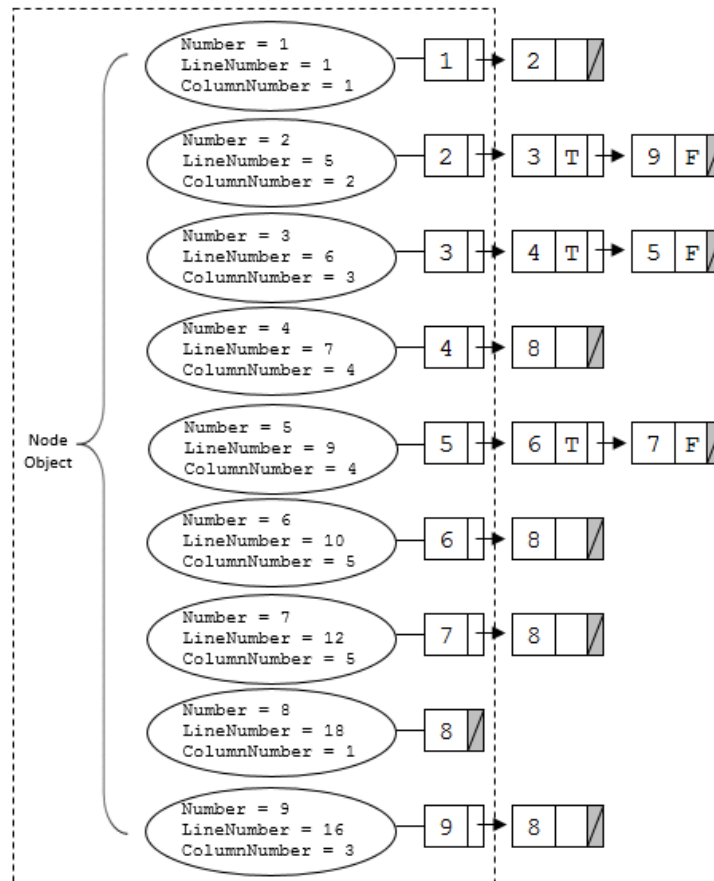 Number = 1
LineNumber = 1
ColumnNumber = 1
1 2
Number = 2
LineNumber = 5
ColumnNumber = 2
2 3 T 9 F
Number = 3
LineNumber = 6
ColumnNumber = 3
3 4 T 5 F
Number = 4
LineNumber = 7
ColumnNumber = 4
4 8
Node
Object
Number = 5
LineNumber = 9
ColumnNumber = 4
5 6 T 7 F
Number = 6
LineNumber = 10
ColumnNumber = 5
6 8
Number = 7
LineNumber = 12
ColumnNumber = 5
7 8
Number = 8
LineNumber = 18
ColumnNumber = 1
8
Number = 9
LineNumber = 16
ColumnNumber = 3
9 8